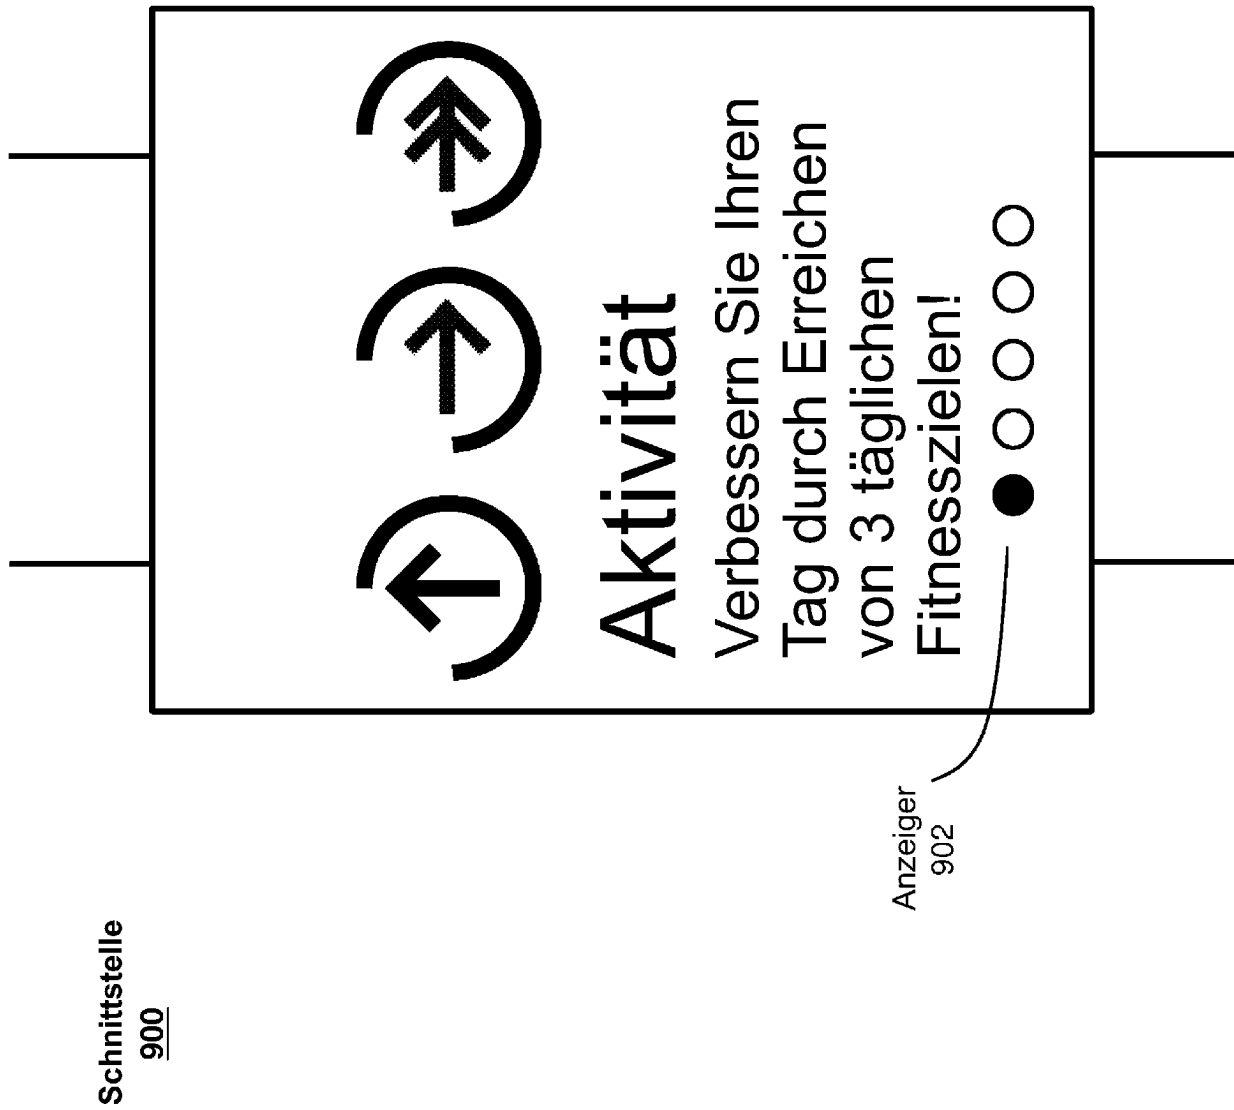 Schnittstelle
900
Aktivität
Verbessern Sie Ihren
Tag durch Erreichen
von 3 täglichen
Fitnesszielen!
Anzeiger
902